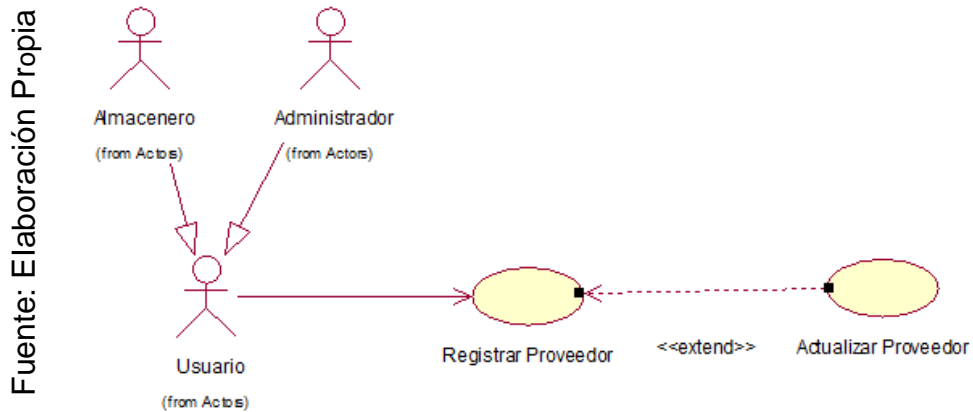 Fuente: Elaboración Propia
Almacenero
(from Actors)
Administrador
(from Actors)
Usuario
(from Actors)
Registrar Proveedor
<<extend>>
Actualizar Proveedor